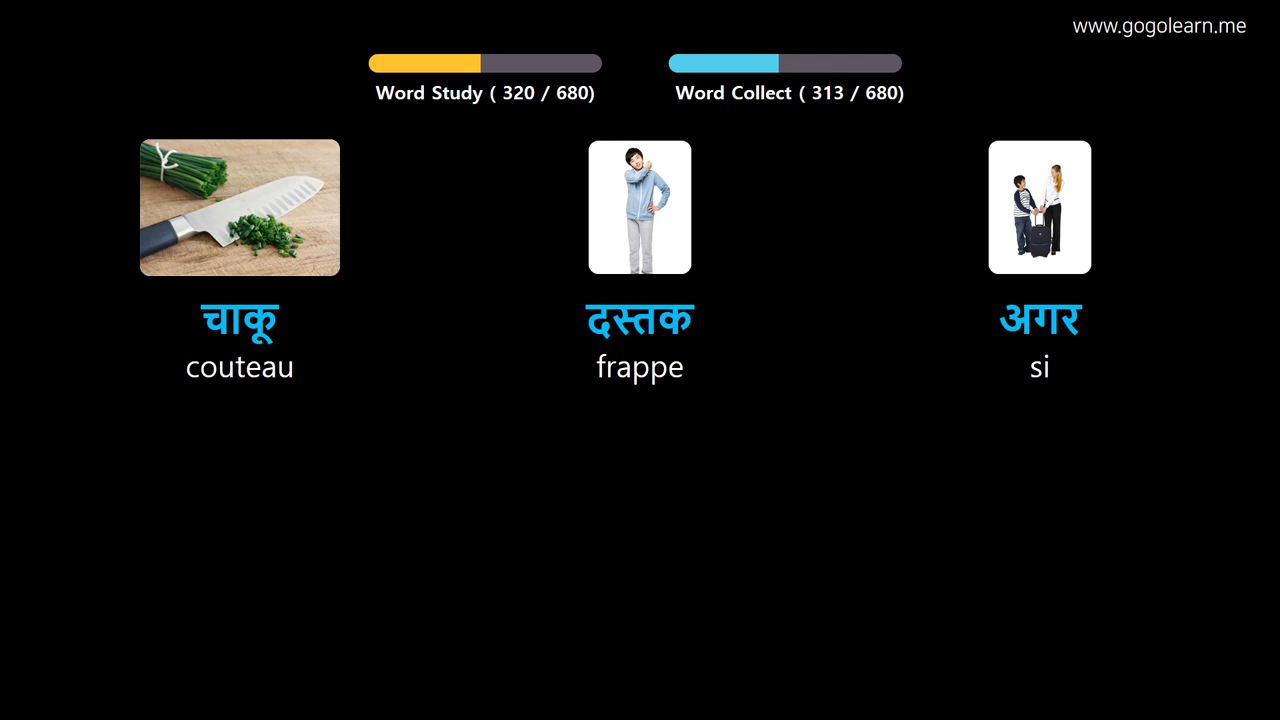 www.gogolearn.me
Word Study ( 320 / 680)
Word Collect ( 313 / 680)
चाकू
couteau
दस्तक
frappe
अगर
si